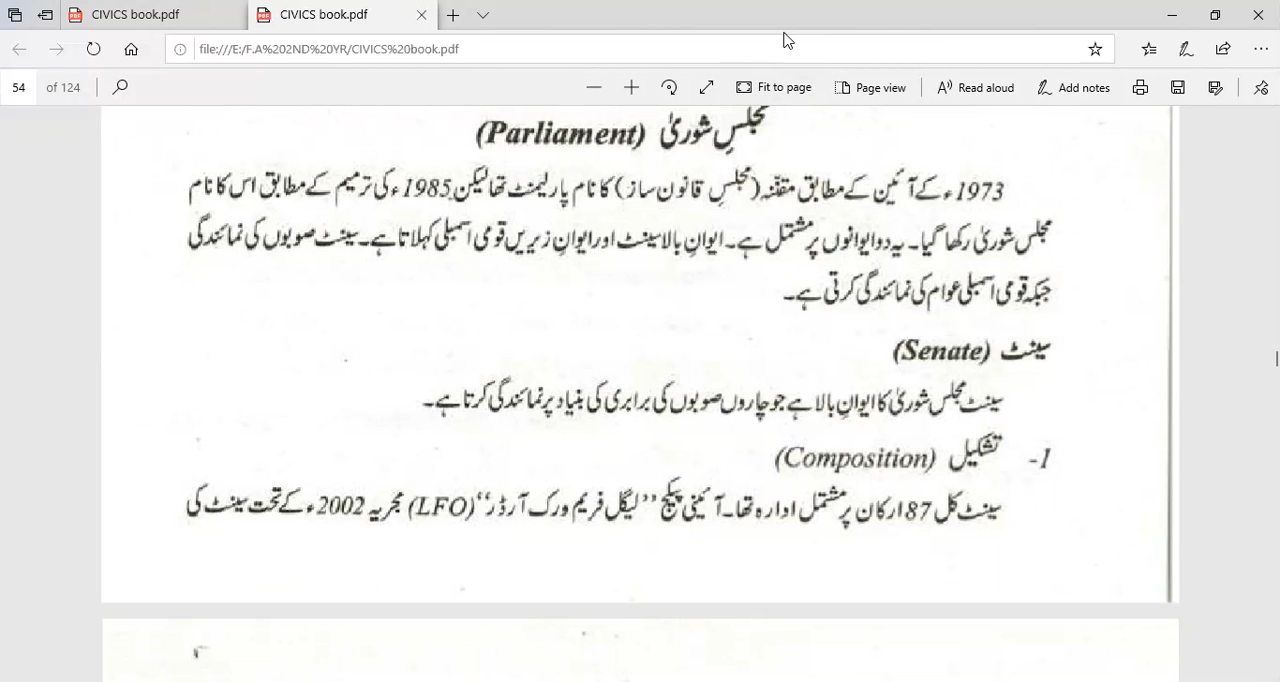 CIVICS book.pdf
CIVICS book.pdf
file:///E:/F.A%202ND%20YR/CIVICS%20book.pdf
54 of 124
Fit to page
Page view
Read aloud
Add notes
مجلسِ شوریٰ (Parliament)
1973ء کے آئین کے مطابق مقنّنہ (مجلسِ قانون ساز) کا نام پارلیمنٹ تھا لیکن 1985ء کی ترمیم کے مطابق اس کا نام
مجلس شوریٰ رکھا گیا۔ یہ دو ایوانوں پر مشتمل ہے۔ ایوانِ بالا سینٹ اور ایوانِ زیریں قومی اسمبلی کہلاتا ہے۔ سینٹ صوبوں کی نمائندگی
جبکہ قومی اسمبلی عوام کی نمائندگی کرتی ہے۔
سینٹ (Senate)
سینٹ مجلس شوریٰ کا ایوانِ بالا ہے جو چاروں صوبوں کی برابری کی بنیاد پر نمائندگی کرتا ہے۔
1- تشکیل (Composition)
سینٹ کل 87 ارکان پر مشتمل ادارہ تھا۔ آئینی پیکج ’’لیگل فریم ورک آرڈر‘‘ (LFO) مجریہ 2002ء کے تحت سینٹ کی